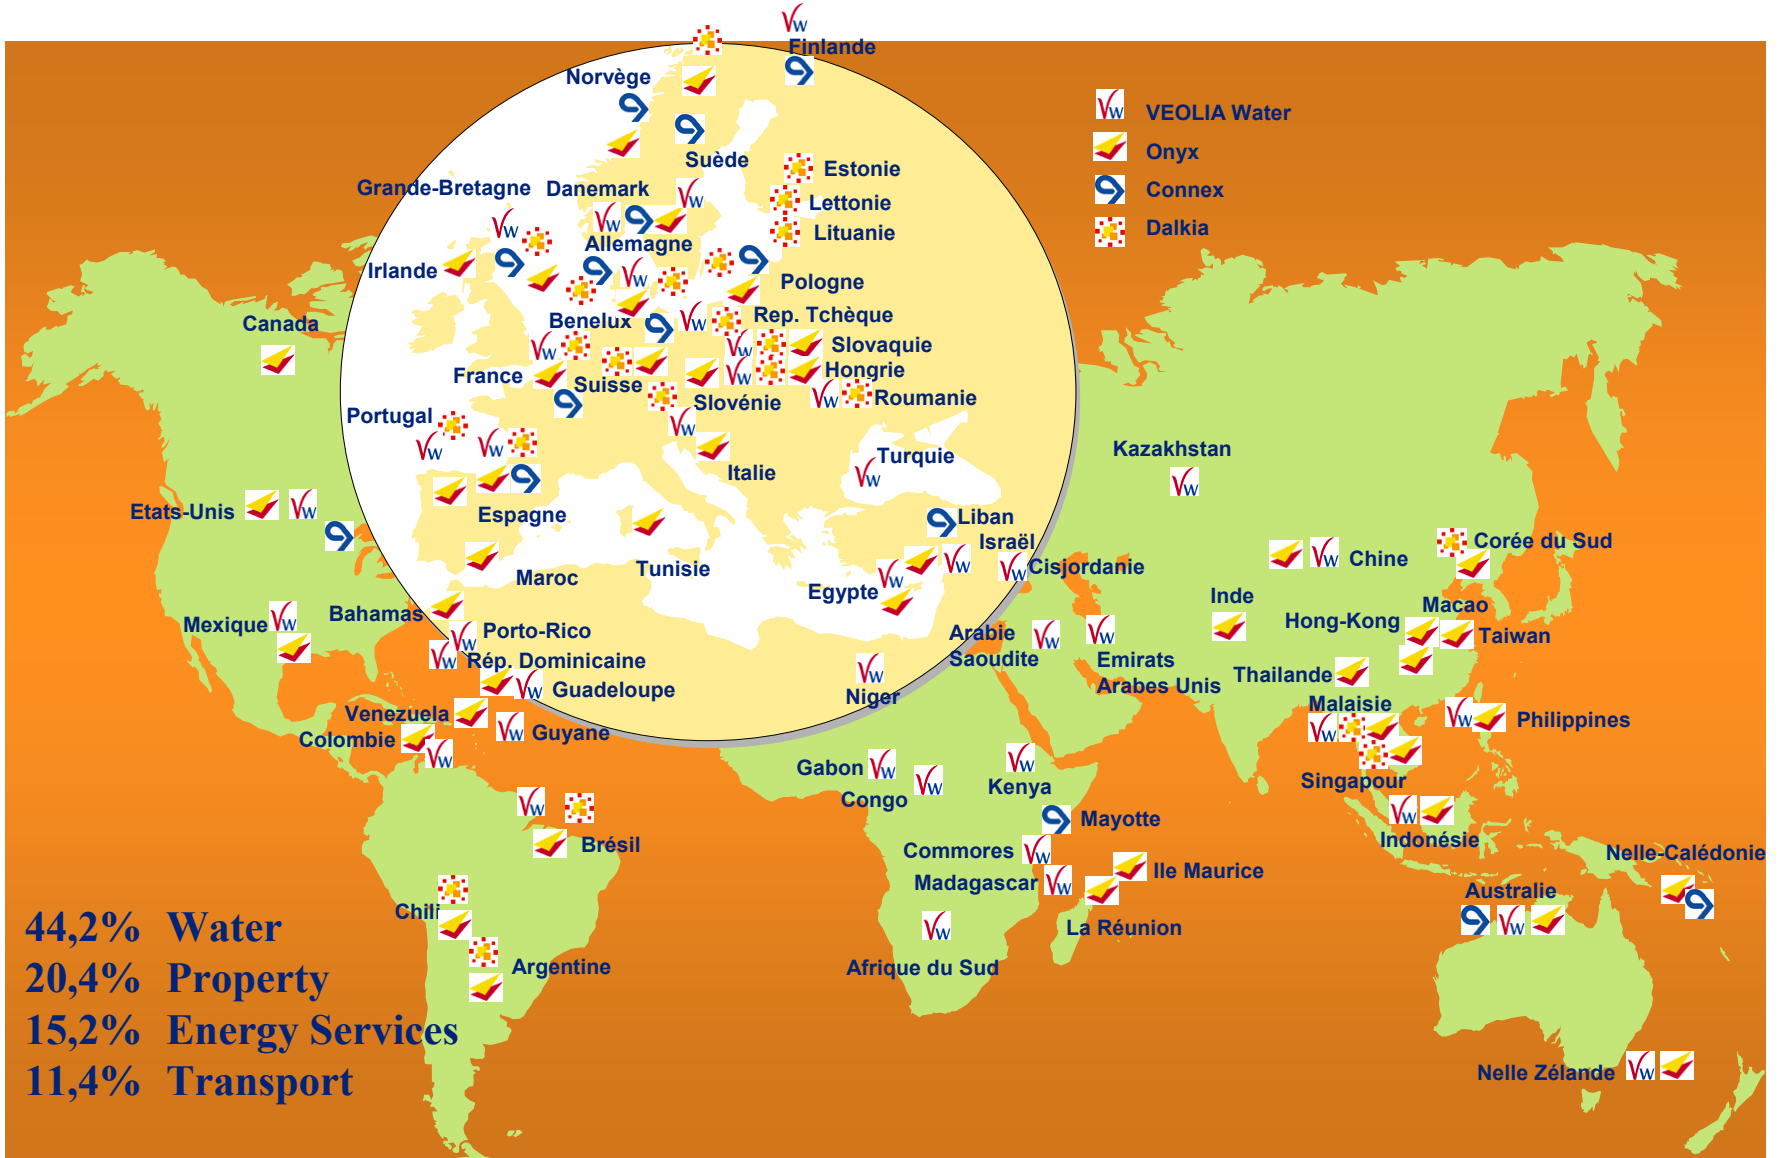 Finlande
Norvège
VEOLIA Water
Onyx
Connex
Dalkia
Suède
Estonie
Lettonie
Lituanie
Grande-Bretagne
Danemark
Allemagne
Irlande
Pologne
Canada
Benelux
Rep. Tchèque
Slovaquie
France
Suisse
Hongrie
Slovénie
Roumanie
Portugal
Italie
Turquie
Kazakhstan
Etats-Unis
Espagne
Liban
Israël
Corée du Sud
Chine
Maroc
Tunisie
Egypte
Cisjordanie
Inde
Macao
Mexique
Bahamas
Porto-Rico
Hong-Kong
Taiwan
Arabie
Saoudite
Emirats
Arabes Unis
Rép. Dominicaine
Guadeloupe
Niger
Thailande
Malaisie
Venezuela
Colombie
Guyane
Philippines
Gabon
Congo
Kenya
Singapour
Mayotte
Brésil
Commores
Indonésie
Nelle-Calédonie
Madagascar
Ile Maurice
Australie
Chili
La Réunion
Afrique du Sud
Argentine
Nelle Zélande
44,2% Water
20,4% Property
15,2% Energy Services
11,4% Transport